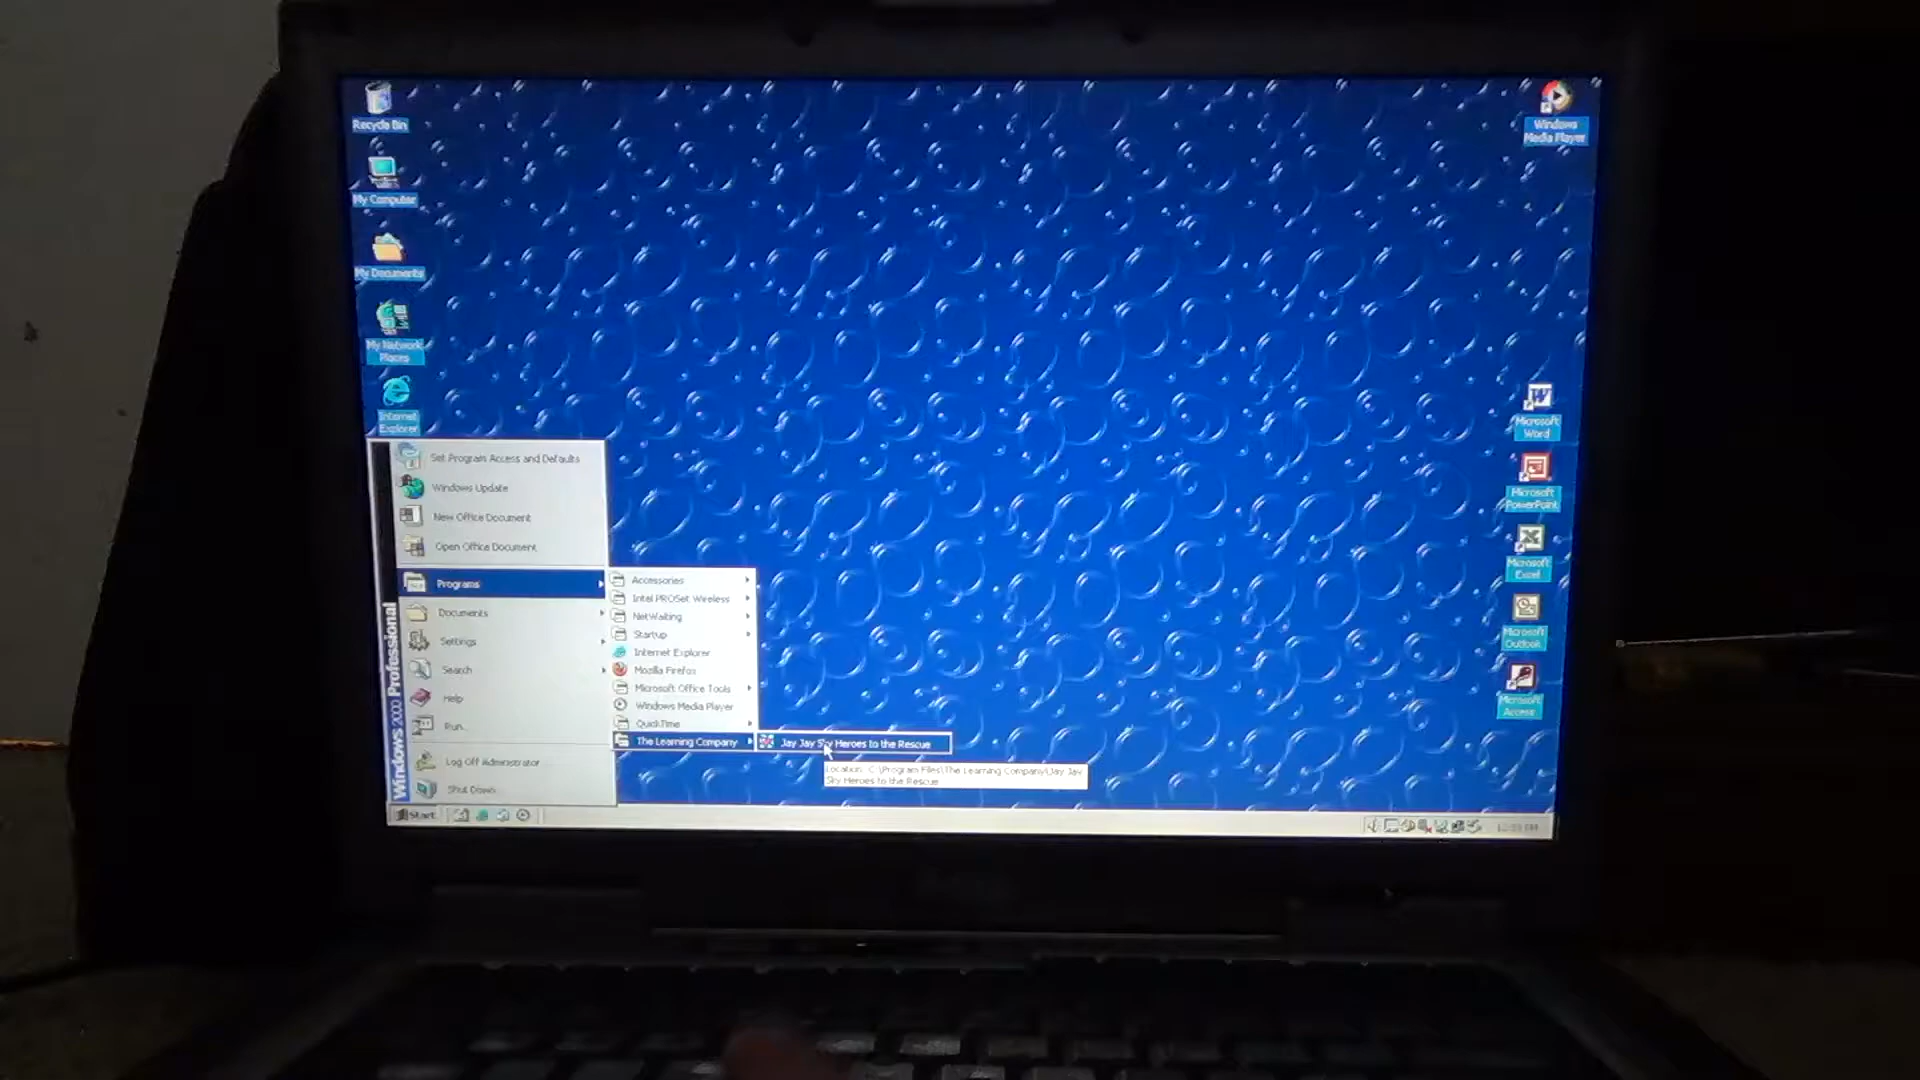 Recycle Bin
My Computer
My Documents
My Network
Places
Internet
Explorer
Windows
Media Player
Microsoft
Word
Microsoft
PowerPoint
Microsoft
Excel
Microsoft
Outlook
Microsoft
Access
Set Program Access and Defaults
Windows Update
New Office Document
Open Office Document
Programs
Documents
Settings
Search
Help
Run...
Log Off Administrator
Shut Down...
Windows 2000 Professional
Accessories
Intel PROSet Wireless
NetWaiting
Startup
Internet Explorer
Mozilla Firefox
Microsoft Office Tools
Windows Media Player
QuickTime
The Learning Company
Jay Jay Sky Heroes to the Rescue
Location: C:\Program Files\The Learning Company\Jay Jay
Sky Heroes to the Rescue
Start